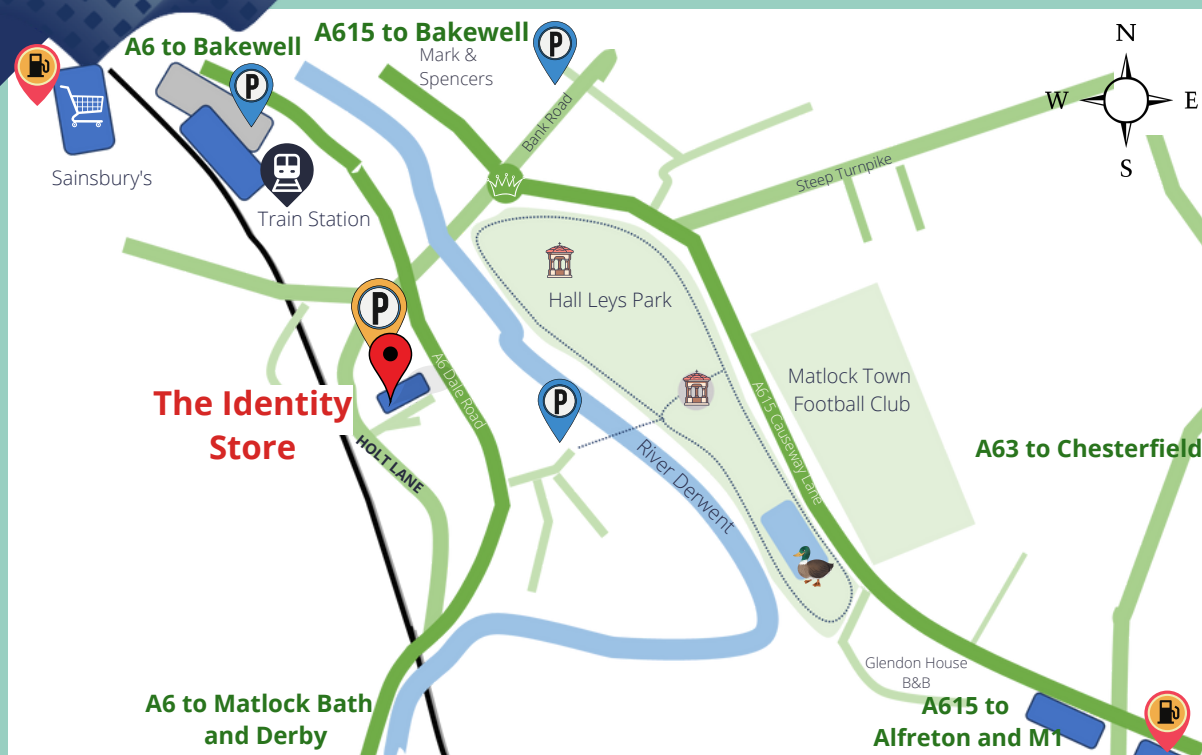 A6 to Bakewell
A615 to Bakewell
Mark &
Spencers
P
P
N
W
E
S
Bank Road
Sainsbury's
Train Station
Steep Turnpike
Hall Leys Park
P
The Identity
Store
A6 Dale Road
P
Matlock Town
Football Club
A615 Causeway Lane
HOLT LANE
River Derwent
A63 to Chesterfield
Glendon House
B&B
A6 to Matlock Bath
and Derby
A615 to
Alfreton and M1